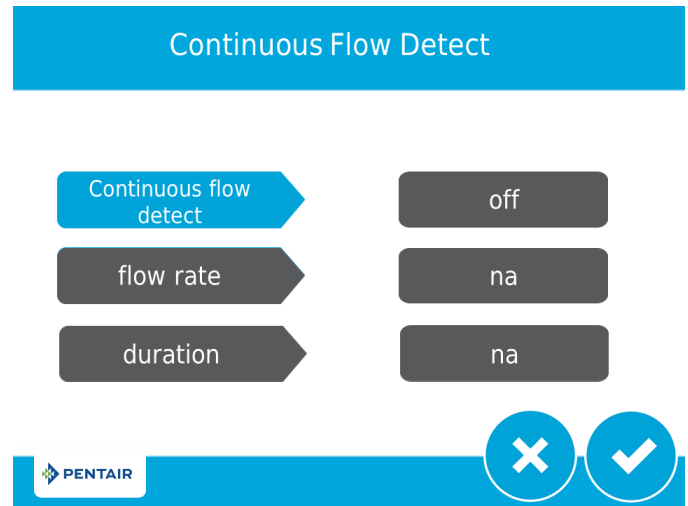 Continuous Flow Detect
Continuous flow
detect
off
flow rate
na
duration
na
PENTAIR